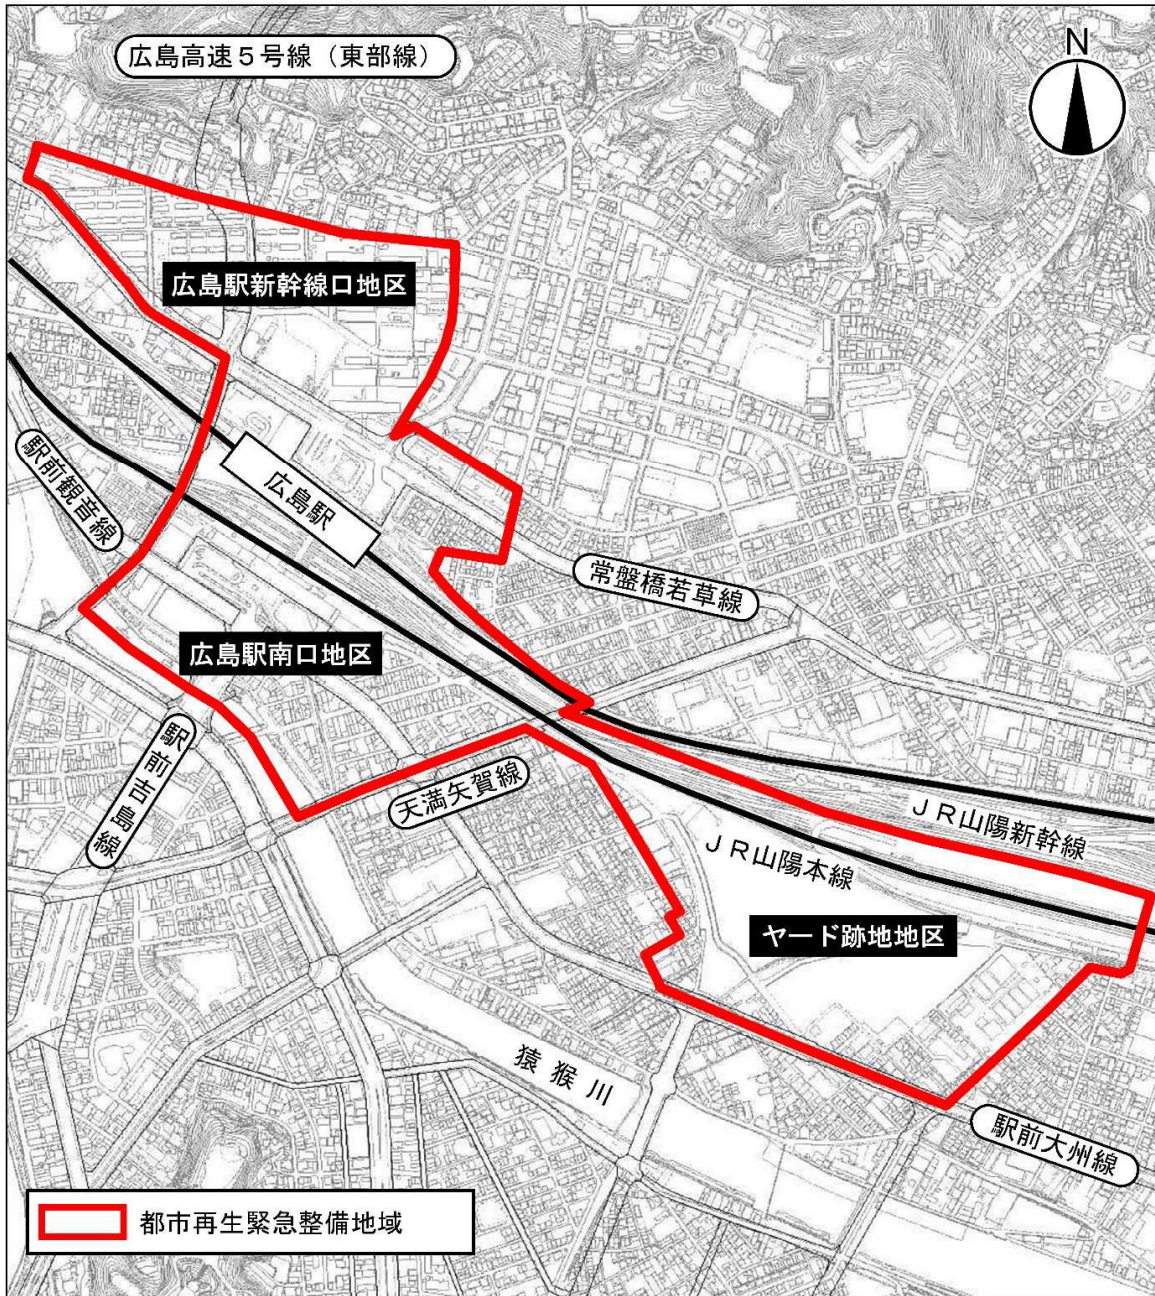 広島高速５号線（東部線）
N
広島駅新幹線口地区
広島駅
駅前観音線
常盤橋若草線
広島駅南口地区
駅前吉島線
天満矢賀線
ＪＲ山陽新幹線
ＪＲ山陽本線
ヤード跡地地区
猿猴川
駅前大州線
都市再生緊急整備地域